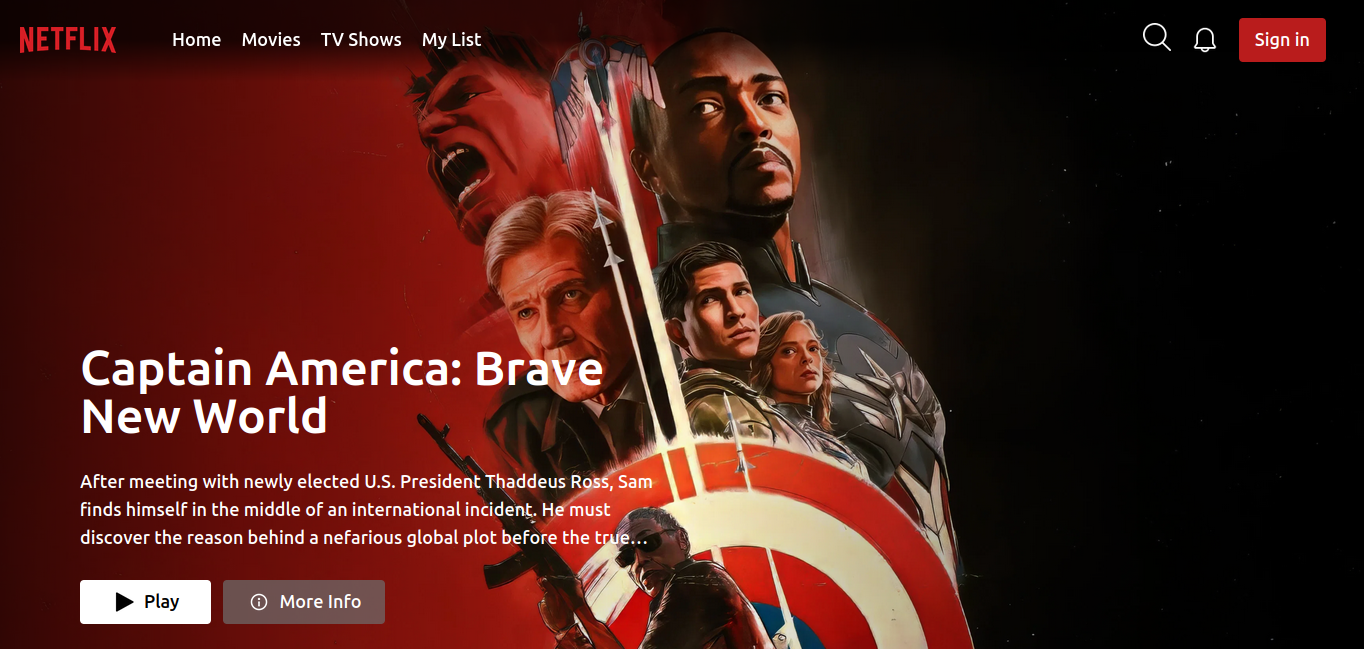 NETFLIX Home Movies TV Shows My List Sign in
Captain America: Brave
New World
After meeting with newly elected U.S. President Thaddeus Ross, Sam
finds himself in the middle of an international incident. He must
discover the reason behind a nefarious global plot before the true...
Play More Info